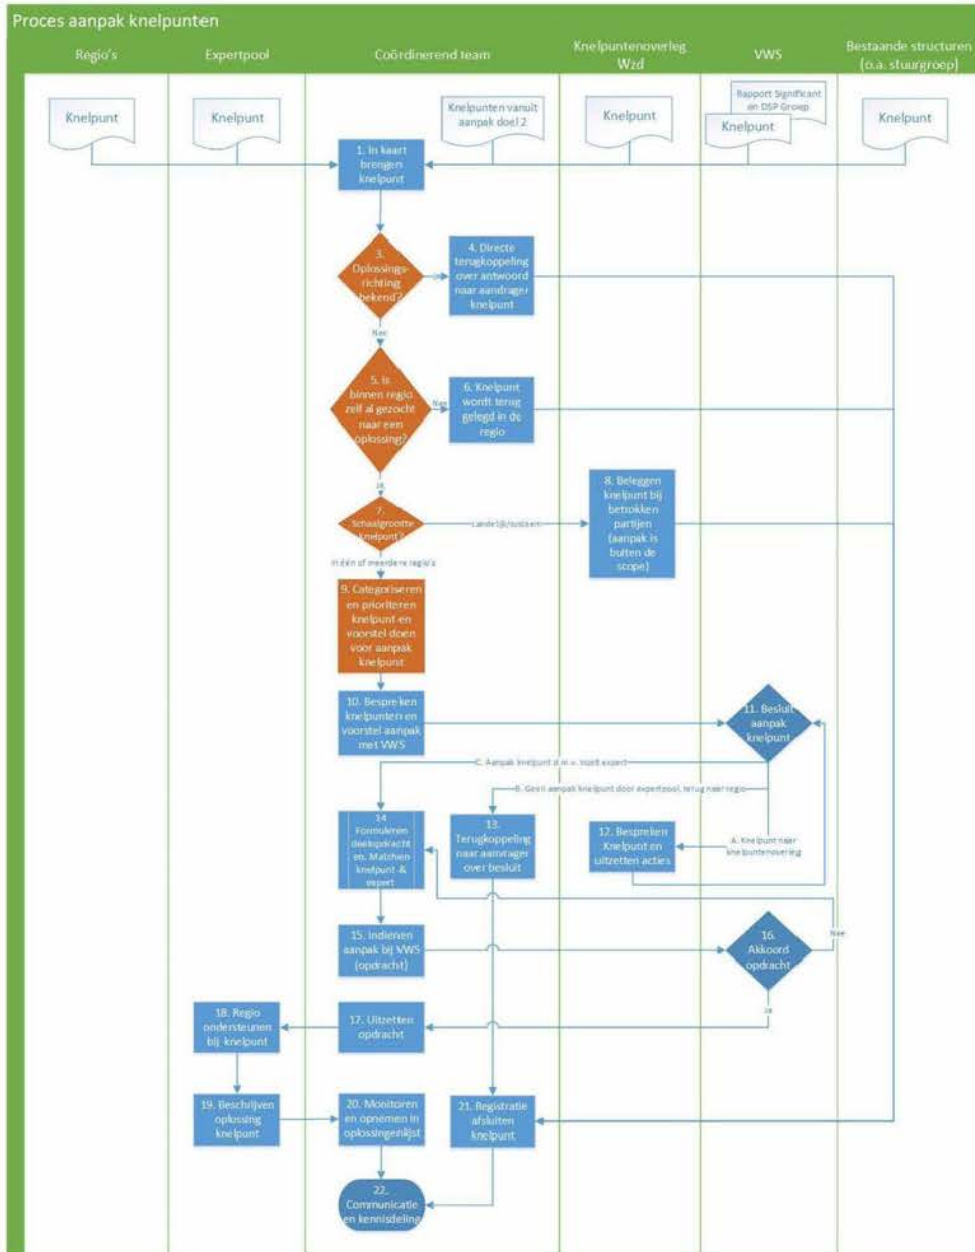 Proces aanpak knelpunten
Regio's
Expertpool
Coördinerend team
Knelpuntenoverleg
Wzd
VWS
Bestaande structuren
(o.a. stuurgroep)
Knelpunt
Knelpunt
Knelpunten vanuit
aanpak doel 2
Knelpunt
Rapport Significant
en DSP Groep
Knelpunt
Knelpunt
1. In kaart
brengen
knelpunt
3.
Oplossings-
richting
bekend?
Ja
4. Directe
terugkoppeling
over antwoord
naar aandrager
knelpunt
Nee
5. Is
binnen regio
zelf al gezocht
naar een
oplossing?
Nee
6. Knelpunt
wordt terug
gelegd in de
regio
Ja
7.
Schaalgrootte
knelpunt?
Landelijk/
8. Beleggen
knelpunt bij
betrokken
partijen
(aanpak is
buiten de
scope)
In één of meerdere regio's
9. Categoriseren
en prioriteren
knelpunt en
voorstel doen
voor aanpak
knelpunt
10. Bespreken
knelpunten en
voorstel aanpak
met VWS
11. Besluit
aanpak
knelpunt
C. Aanpak knelpunt d.m.v. inzet expert
B. Geen aanpak knelpunt door expertpool, terug naar regio
A. Knelpunt naar
knelpuntenoverleg
12. Bespreken
Knelpunt en
uitzetten acties
13.
Terugkoppeling
naar aanvrager
over besluit
14
Formuleren
deelopdracht
en. Matchen
knelpunt & expert
15. Indienen
aanpak bij VWS
(opdracht)
16.
Akkoord
opdracht
Nee
Ja
17. Uitzetten
opdracht
18. Regio
ondersteunen
bij knelpunt
19. Beschrijven
oplossing
knelpunt
20. Monitoren
en opnemen in
oplossingenlijst
21. Registratie
afsluiten
knelpunt
22.
Communicatie
en kennisdeling